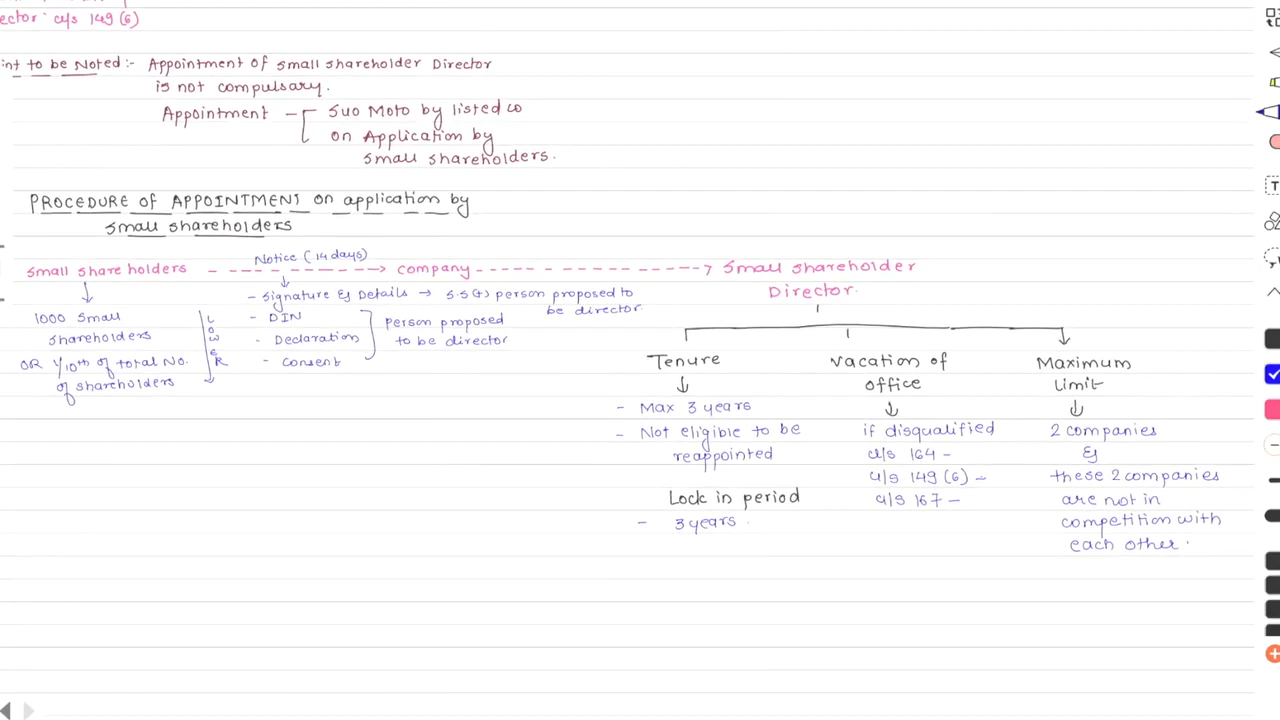 ector: u/s 149 (6)
int to be Noted:- Appointment of small shareholder Director
is not compulsary.
Appointment - Suo Moto by listed co
on Application by
small shareholders.
PROCEDURE of APPOINTMENT on application by
small shareholders
Notice (14 days)
small shareholders company small shareholder
Director.
- Signature & Details → s.s (+) person proposed to
be director.
1000 small
shareholders
OR 1/10th of total No.
of shareholders
LOWER
- DIN
- Declaration
- Consent
person proposed
to be director
Tenure
- Max 3 years
- Not eligible to be
reappointed
Lock in period
- 3 years
vacation of
office
if disqualified
u/s 164 -
u/s 149 (6) -
u/s 167 -
Maximum
Limit
2 companies
&
these 2 companies
are not in
competition with
each other.
T